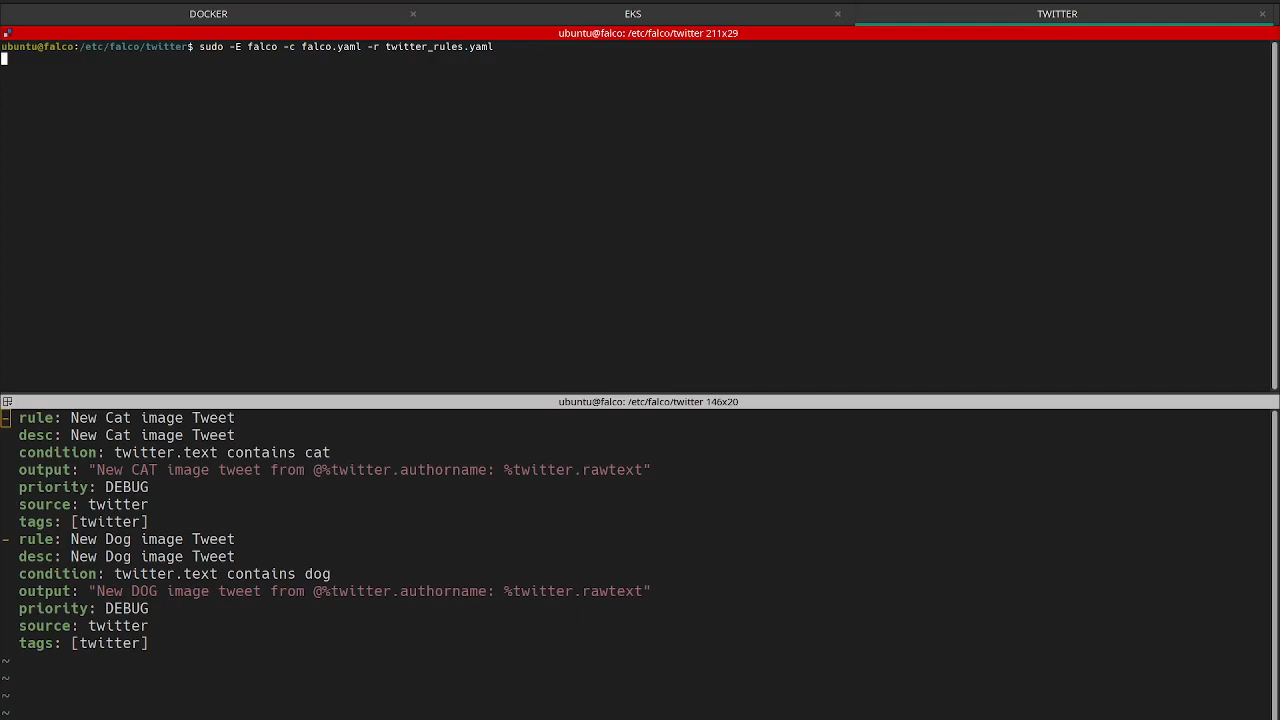 DOCKER × EKS × TWITTER ×
ubuntu@falco: /etc/falco/twitter 211x29
ubuntu@falco:/etc/falco/twitter$ sudo -E falco -c falco.yaml -r twitter_rules.yaml
ubuntu@falco: /etc/falco/twitter 146x20
- rule: New Cat image Tweet
desc: New Cat image Tweet
condition: twitter.text contains cat
output: "New CAT image tweet from @%twitter.authorname: %twitter.rawtext"
priority: DEBUG
source: twitter
tags: [twitter]
- rule: New Dog image Tweet
desc: New Dog image Tweet
condition: twitter.text contains dog
output: "New DOG image tweet from @%twitter.authorname: %twitter.rawtext"
priority: DEBUG
source: twitter
tags: [twitter]
~
~
~
~